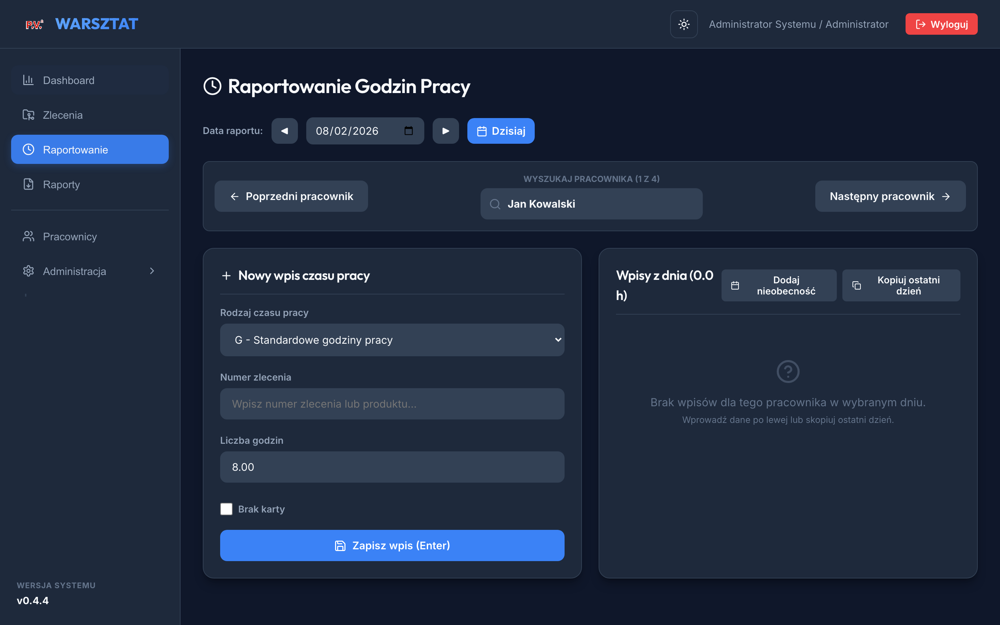 P.V.® WARSZTAT
Administrator Systemu / Administrator
Wyloguj
Dashboard
Zlecenia
Raportowanie
Raporty
Pracownicy
Administracja
WERSJA SYSTEMU
v0.4.4
Raportowanie Godzin Pracy
Data raportu:
08/02/2026
Dzisiaj
Poprzedni pracownik
WYSZUKAJ PRACOWNIKA (1 Z 4)
Jan Kowalski
Następny pracownik
Nowy wpis czasu pracy
Rodzaj czasu pracy
G - Standardowe godziny pracy
Numer zlecenia
Wpisz numer zlecenia lub produktu...
Liczba godzin
8.00
Brak karty
Zapisz wpis (Enter)
Wpisy z dnia (0.0
h)
Dodaj
nieobecność
Kopiuj ostatni
dzień
Brak wpisów dla tego pracownika w wybranym dniu.
Wprowadź dane po lewej lub skopiuj ostatni dzień.